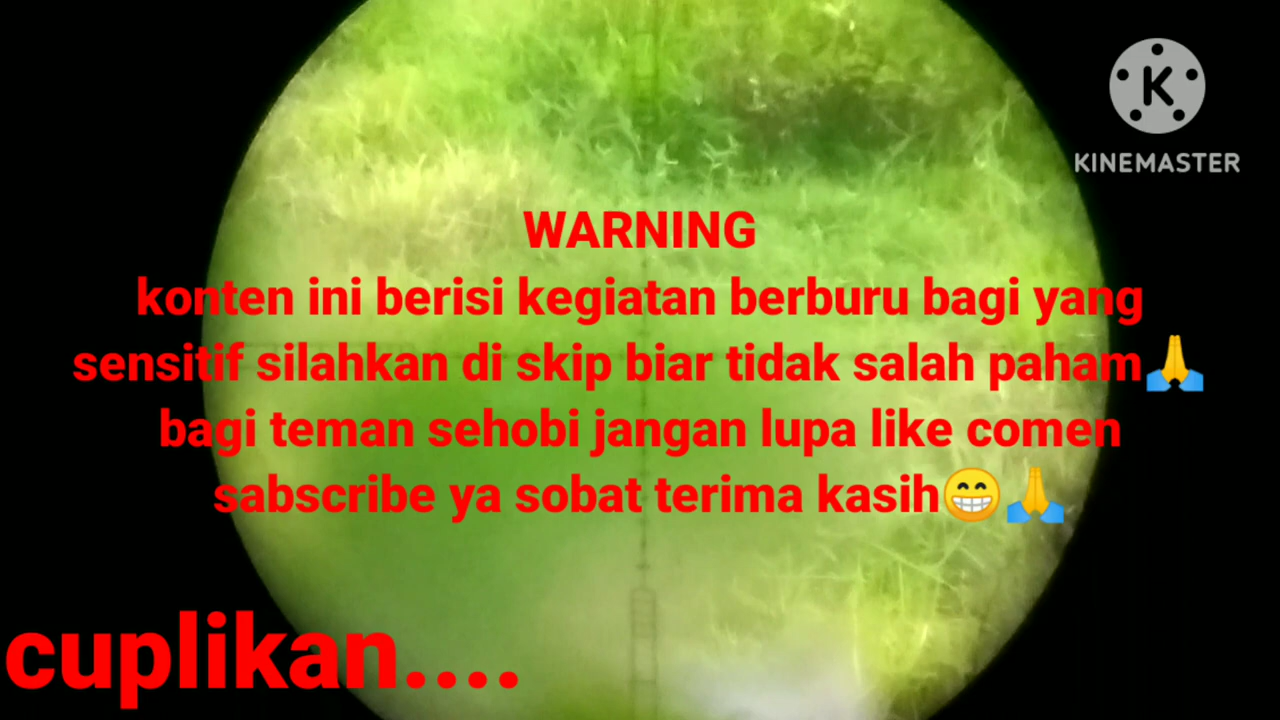 KINEMASTER
WARNING
konten ini berisi kegiatan berburu bagi yang
sensitif silahkan di skip biar tidak salah paham🙏
bagi teman sehobi jangan lupa like comen
sabscribe ya sobat terima kasih😁🙏
cuplikan....